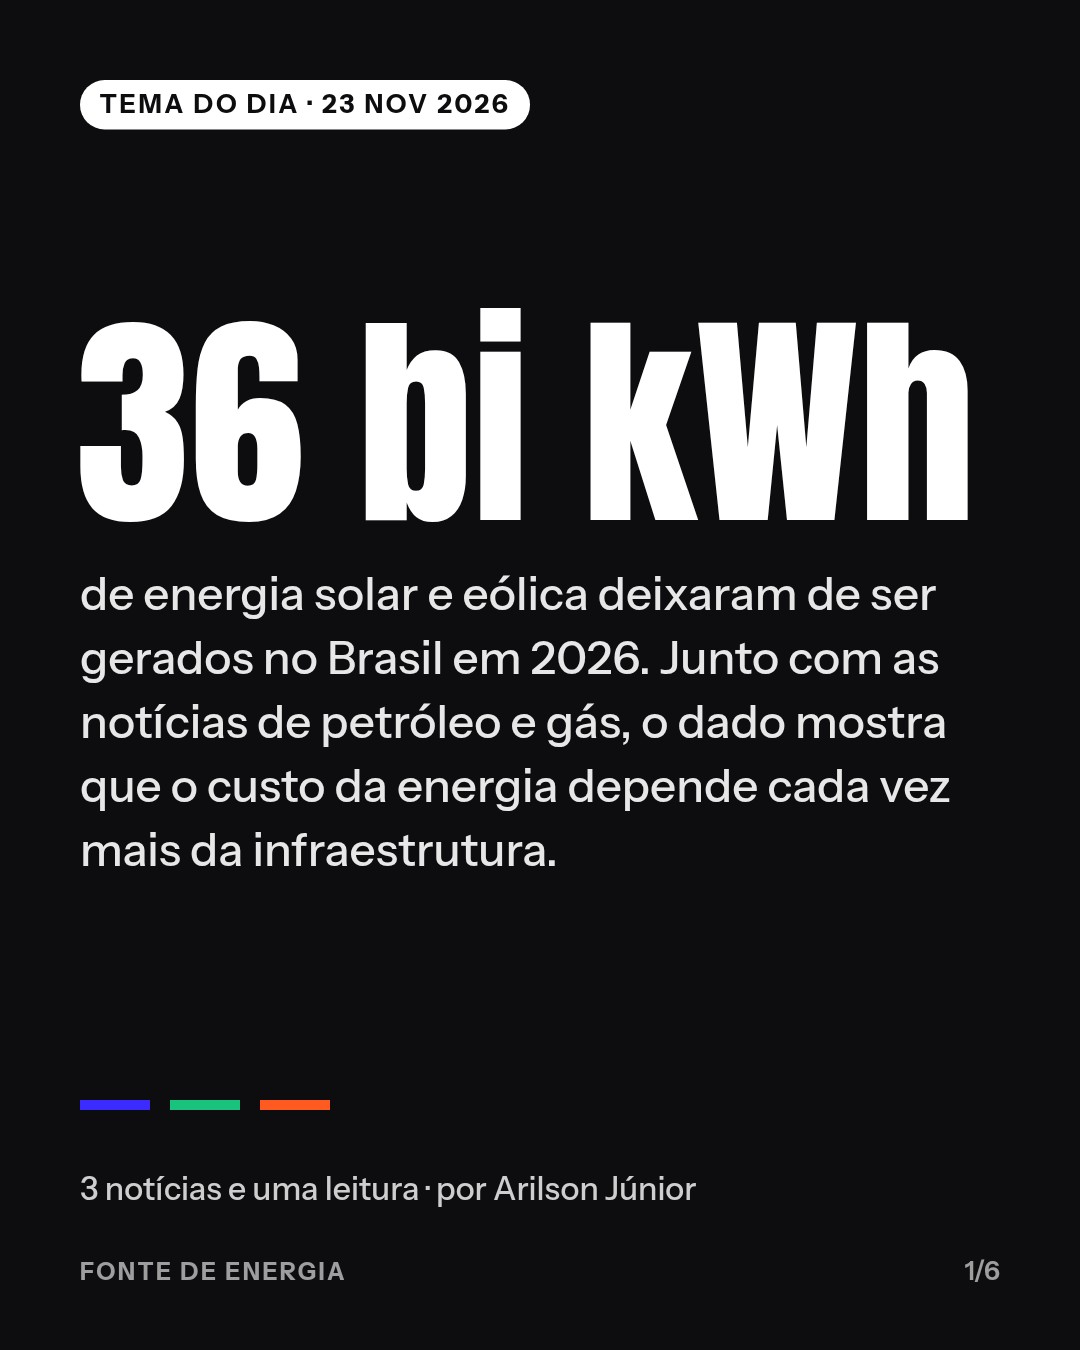 TEMA DO DIA · 23 NOV 2026
36 bi kWh
de energia solar e eólica deixaram de ser
gerados no Brasil em 2026. Junto com as
notícias de petróleo e gás, o dado mostra
que o custo da energia depende cada vez
mais da infraestrutura.
3 notícias e uma leitura · por Arilson Júnior
FONTE DE ENERGIA
1/6